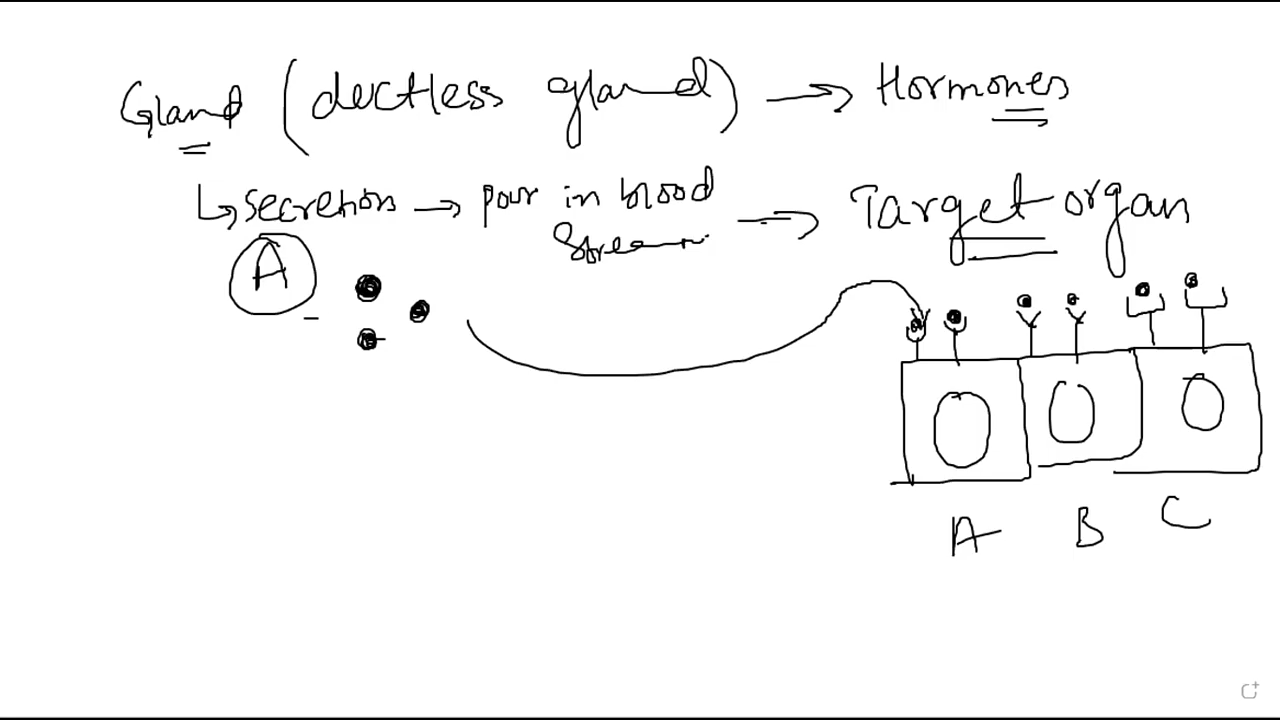 Gland (ductless gland) → Hormones
↳ secretion → pour in blood stream → Target organ
A
A B C